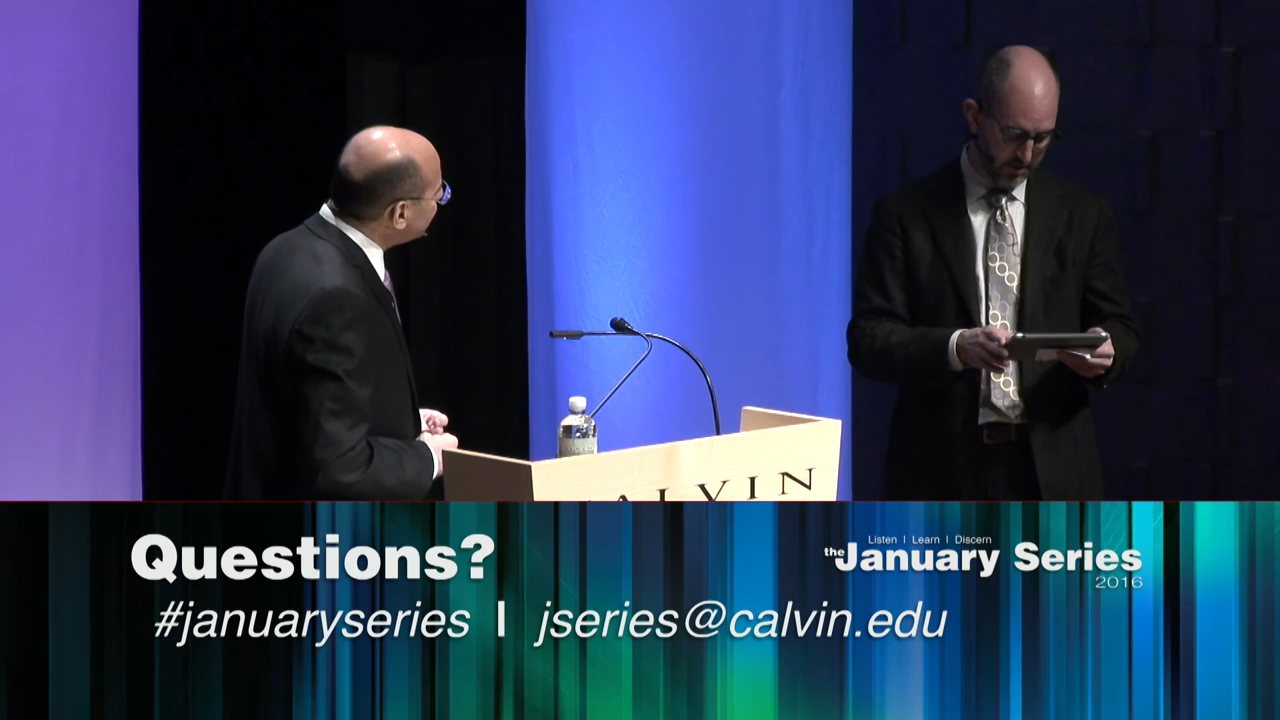 ALVIN
Questions?
#januaryseries | jseries@calvin.edu
Listen | Learn | Discern
the January Series
2016